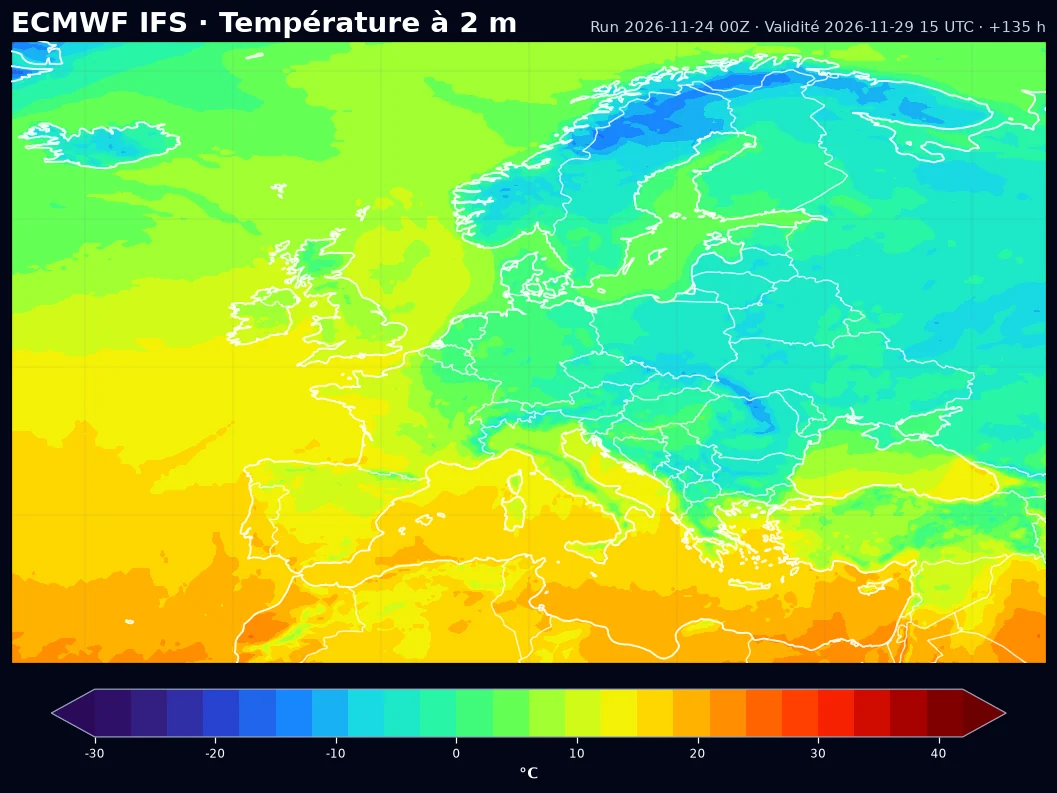 ECMWF IFS · Température à 2 m
Run 2026-11-24 00Z · Validité 2026-11-29 15 UTC · +135 h
-30 -20 -10 0 10 20 30 40
°C